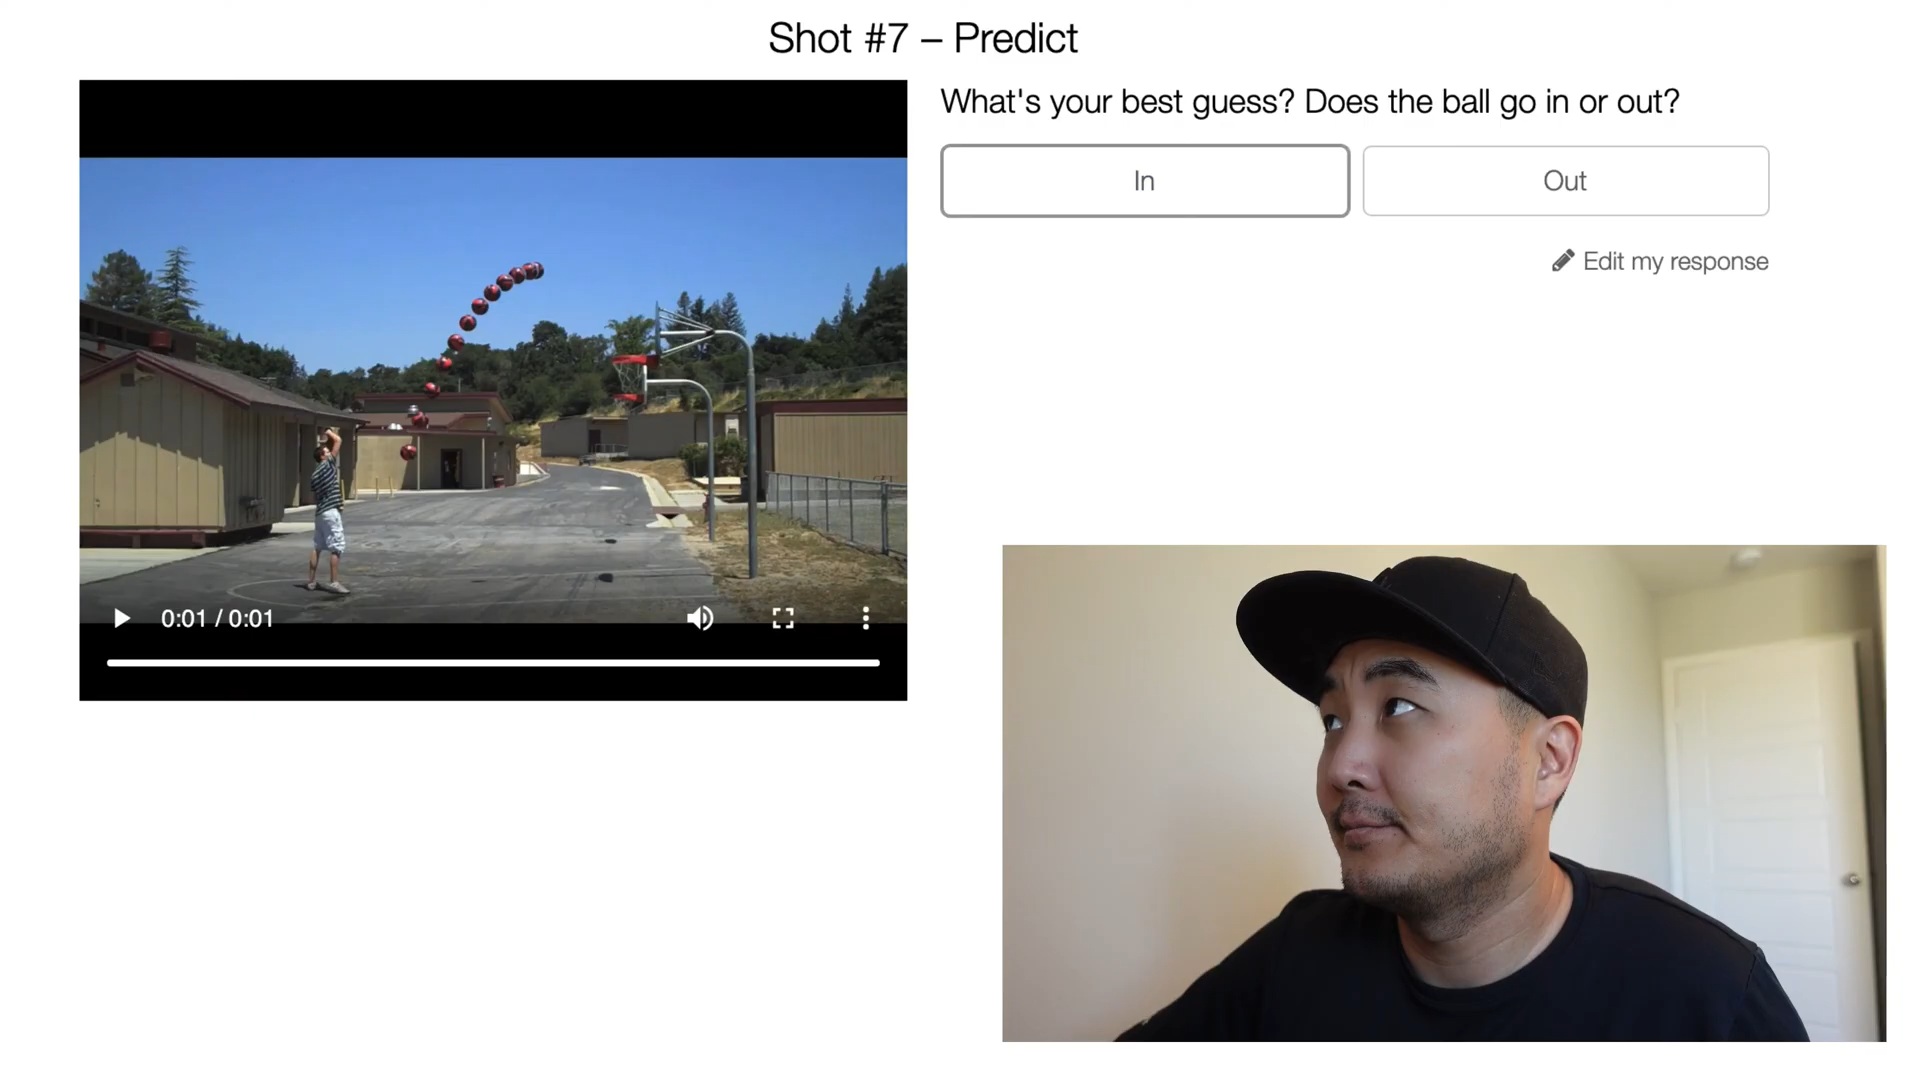 Shot #7 – Predict
What's your best guess? Does the ball go in or out?
In
Out
Edit my response
0:01 / 0:01